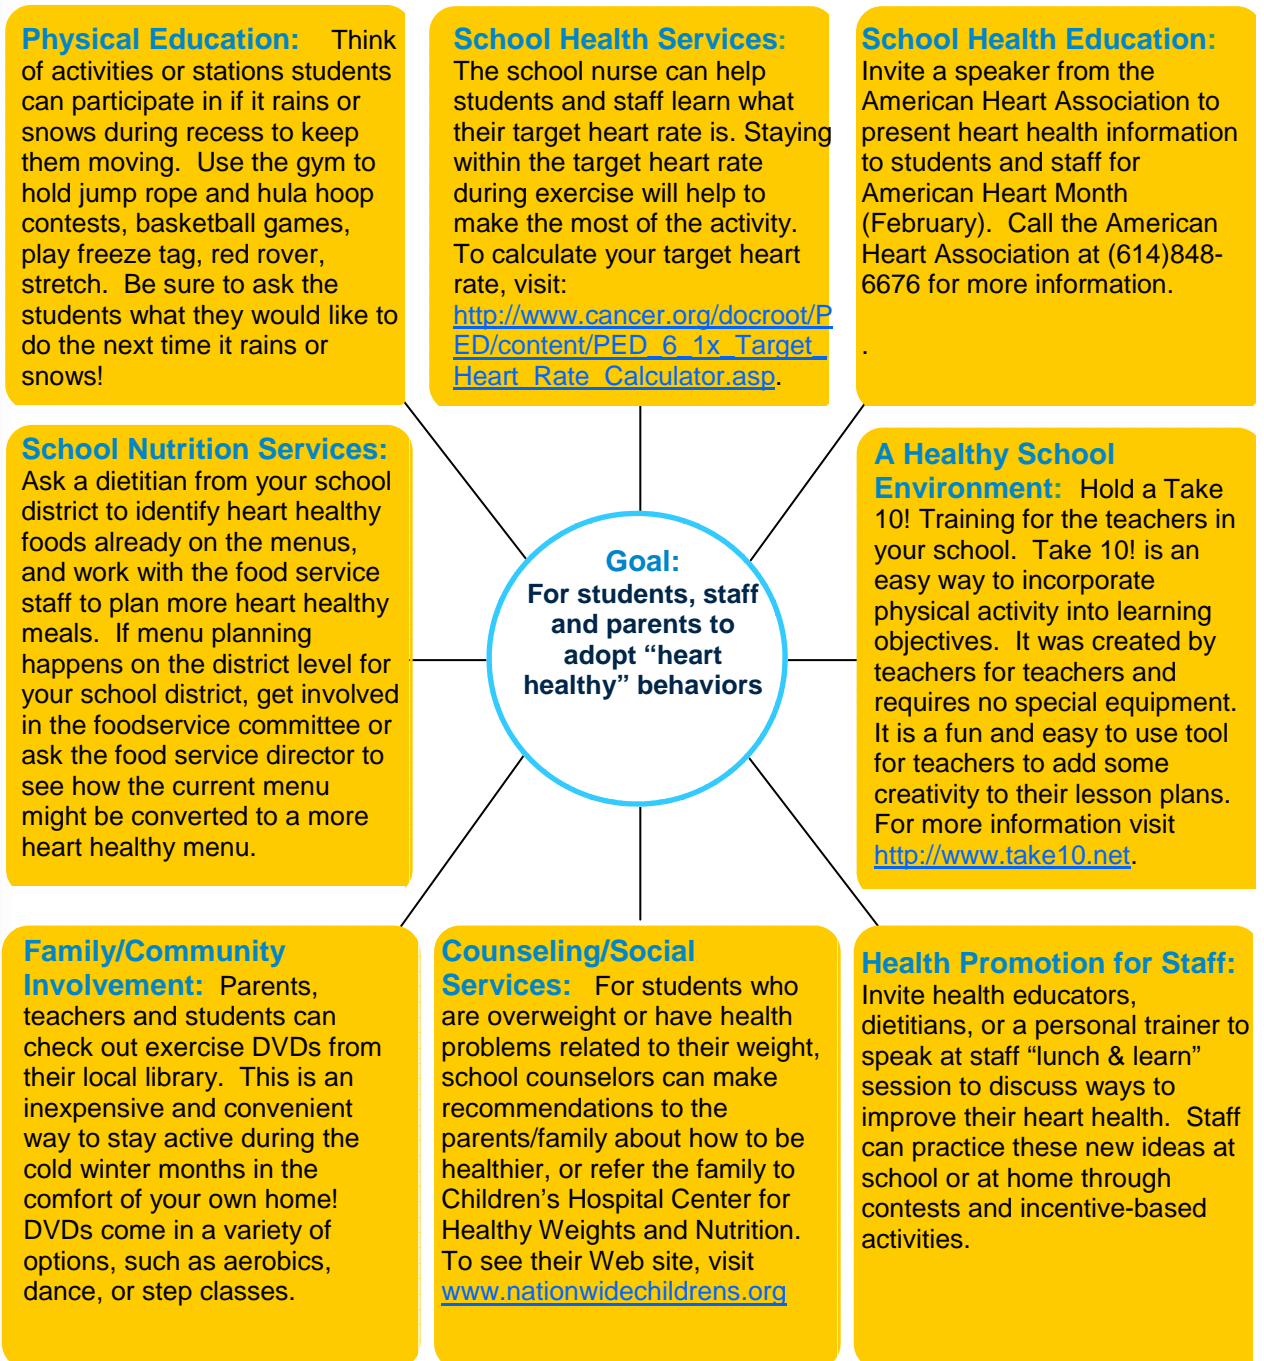 Physical Education: Think
of activities or stations students
can participate in if it rains or
snows during recess to keep
them moving. Use the gym to
hold jump rope and hula hoop
contests, basketball games,
play freeze tag, red rover,
stretch. Be sure to ask the
students what they would like to
do the next time it rains or
snows!
School Health Services:
The school nurse can help
students and staff learn what
their target heart rate is. Staying
within the target heart rate
during exercise will help to
make the most of the activity.
To calculate your target heart
rate, visit:
http://www.cancer.org/docroot/P
ED/content/PED_6_1x_Target_
Heart_Rate_Calculator.asp.
School Health Education:
Invite a speaker from the
American Heart Association to
present heart health information
to students and staff for
American Heart Month
(February). Call the American
Heart Association at (614)848-
6676 for more information.
.
School Nutrition Services:
Ask a dietitian from your school
district to identify heart healthy
foods already on the menus,
and work with the food service
staff to plan more heart healthy
meals. If menu planning
happens on the district level for
your school district, get involved
in the foodservice committee or
ask the food service director to
see how the current menu
might be converted to a more
heart healthy menu.
Goal:
For students, staff
and parents to
adopt “heart
healthy” behaviors
A Healthy School
Environment: Hold a Take
10! Training for the teachers in
your school. Take 10! is an
easy way to incorporate
physical activity into learning
objectives. It was created by
teachers for teachers and
requires no special equipment.
It is a fun and easy to use tool
for teachers to add some
creativity to their lesson plans.
For more information visit
http://www.take10.net.
Family/Community
Involvement: Parents,
teachers and students can
check out exercise DVDs from
their local library. This is an
inexpensive and convenient
way to stay active during the
cold winter months in the
comfort of your own home!
DVDs come in a variety of
options, such as aerobics,
dance, or step classes.
Counseling/Social
Services: For students who
are overweight or have health
problems related to their weight,
school counselors can make
recommendations to the
parents/family about how to be
healthier, or refer the family to
Children’s Hospital Center for
Healthy Weights and Nutrition.
To see their Web site, visit
www.nationwidechildrens.org
Health Promotion for Staff:
Invite health educators,
dietitians, or a personal trainer to
speak at staff “lunch & learn”
session to discuss ways to
improve their heart health. Staff
can practice these new ideas at
school or at home through
contests and incentive-based
activities.